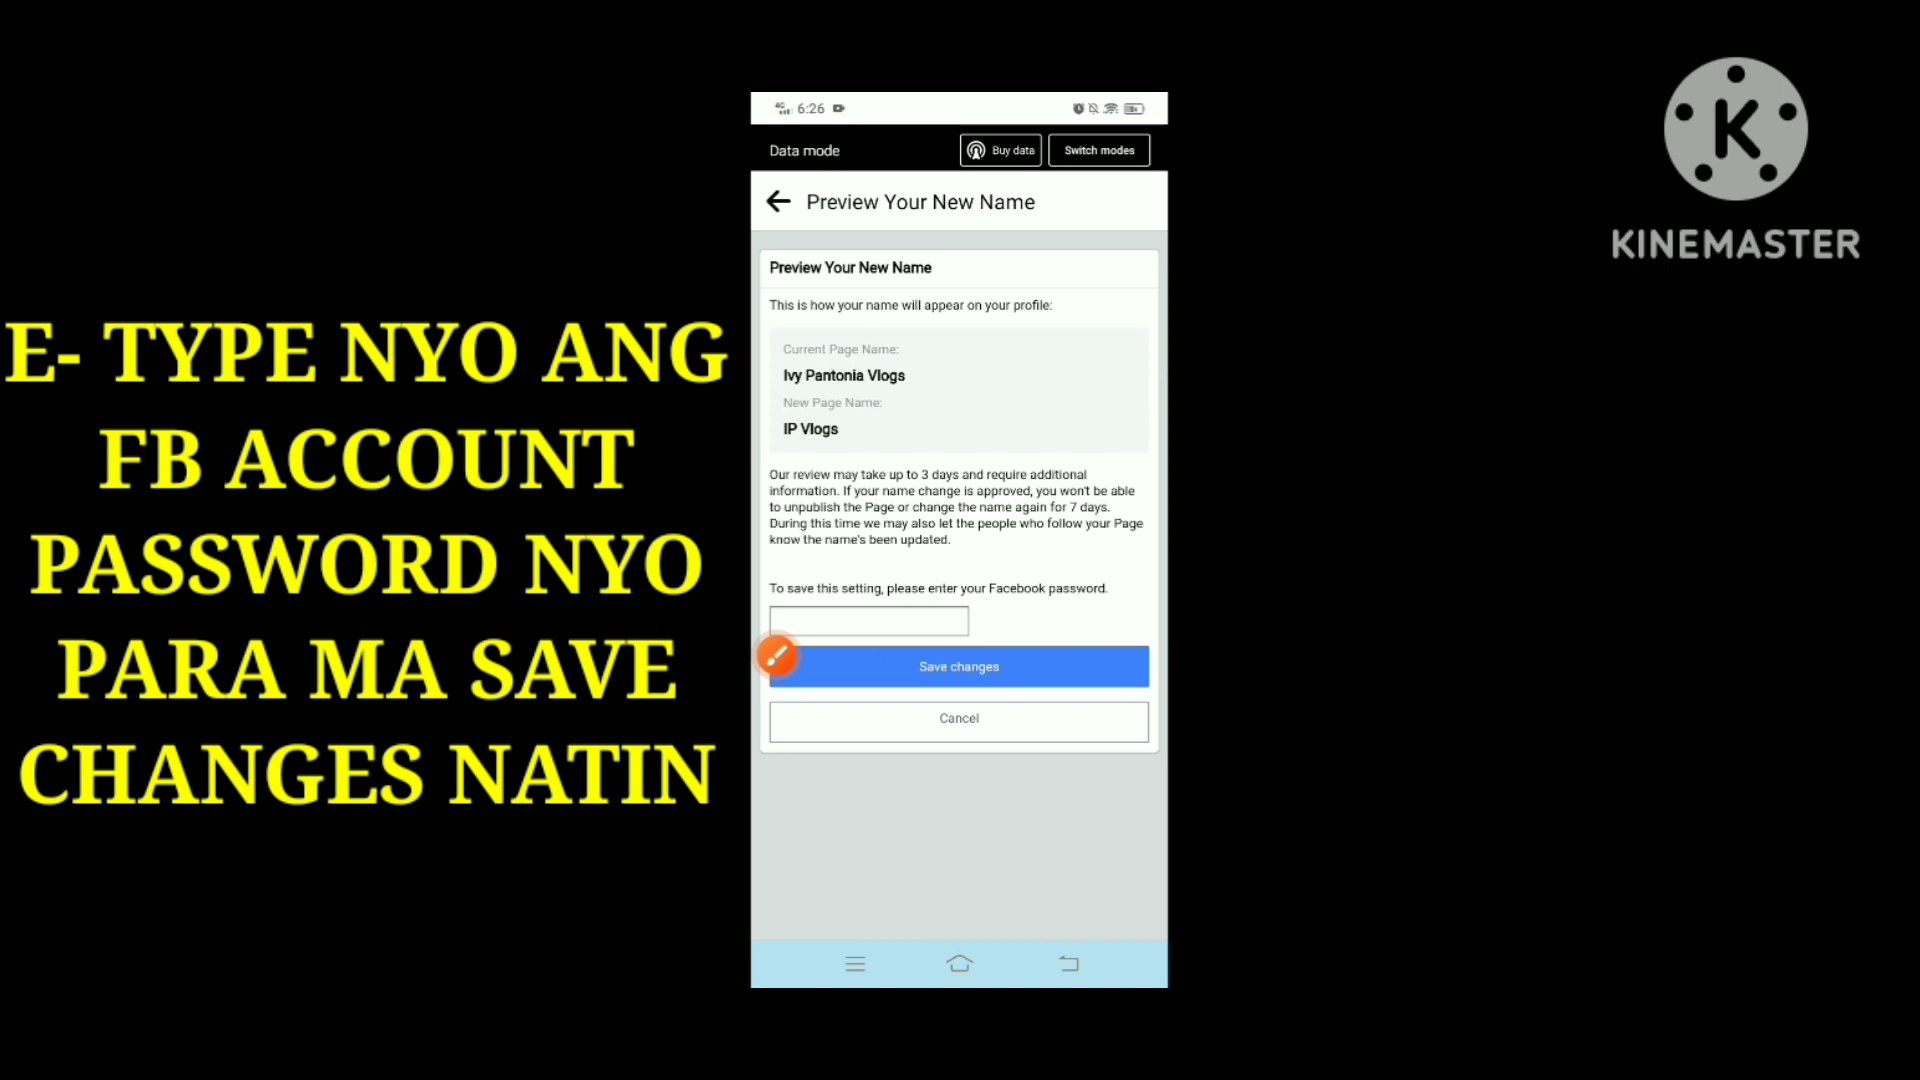 E- TYPE NYO ANG
FB ACCOUNT
PASSWORD NYO
PARA MA SAVE
CHANGES NATIN
4G 6:26
Data mode
Buy data
Switch modes
Preview Your New Name
Preview Your New Name
This is how your name will appear on your profile:
Current Page Name:
Ivy Pantonia Vlogs
New Page Name:
IP Vlogs
Our review may take up to 3 days and require additional
information. If your name change is approved, you won't be able
to unpublish the Page or change the name again for 7 days.
During this time we may also let the people who follow your Page
know the name's been updated.
To save this setting, please enter your Facebook password.
Save changes
Cancel
K
KINEMASTER